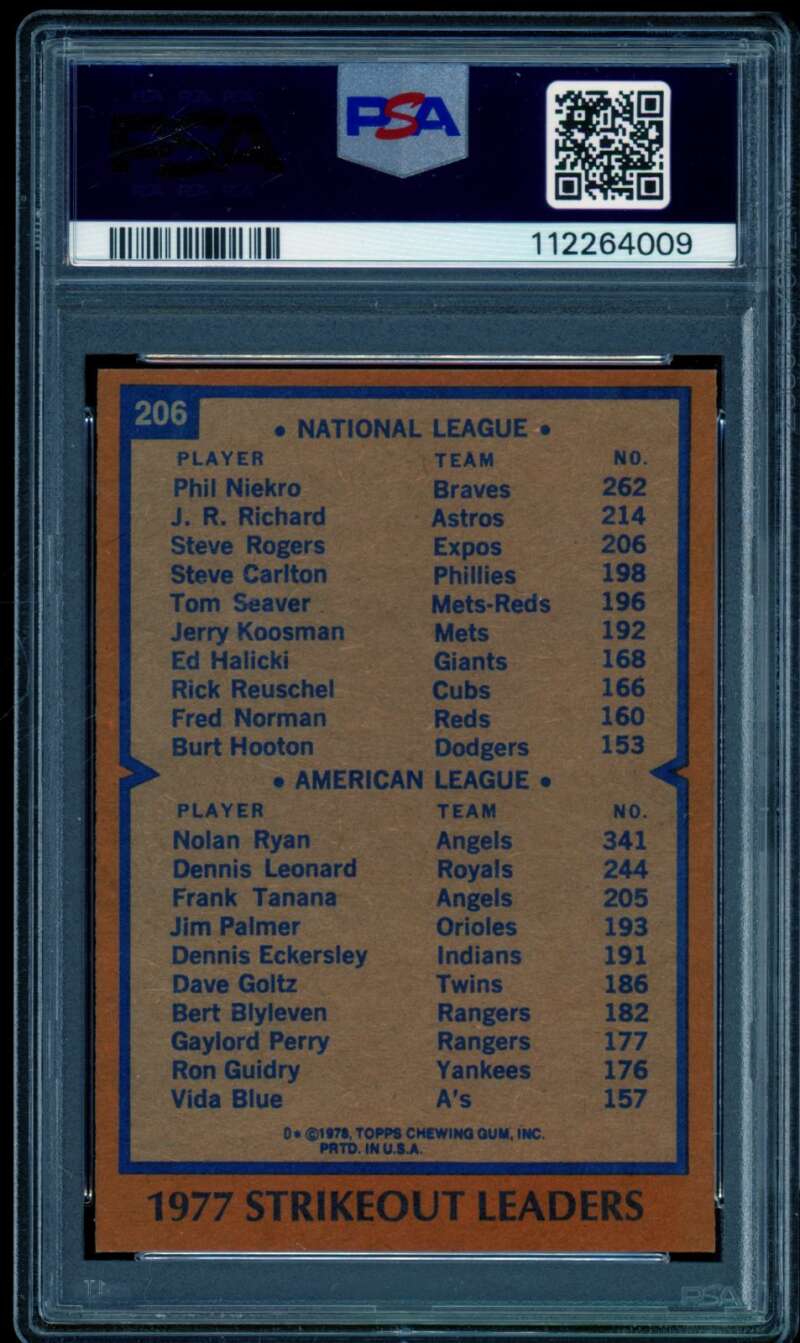 PSA
PSA
112264009
206
• NATIONAL LEAGUE •
PLAYER TEAM NO.
Phil Niekro Braves 262
J. R. Richard Astros 214
Steve Rogers Expos 206
Steve Carlton Phillies 198
Tom Seaver Mets-Reds 196
Jerry Koosman Mets 192
Ed Halicki Giants 168
Rick Reuschel Cubs 166
Fred Norman Reds 160
Burt Hooton Dodgers 153
• AMERICAN LEAGUE •
PLAYER TEAM NO.
Nolan Ryan Angels 341
Dennis Leonard Royals 244
Frank Tanana Angels 205
Jim Palmer Orioles 193
Dennis Eckersley Indians 191
Dave Goltz Twins 186
Bert Blyleven Rangers 182
Gaylord Perry Rangers 177
Ron Guidry Yankees 176
Vida Blue A's 157
D* ©1978, TOPPS CHEWING GUM, INC.
PRTD. IN U.S.A.
1977 STRIKEOUT LEADERS
PSA